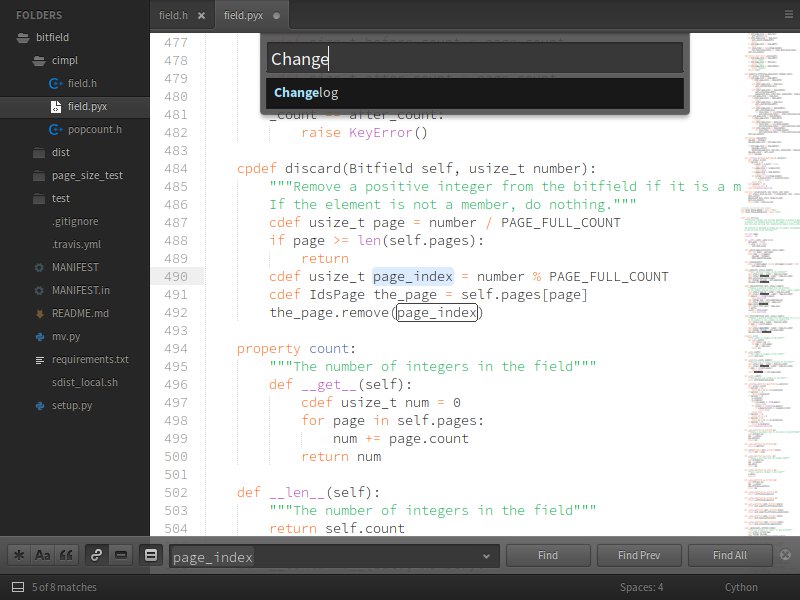 FOLDERS
bitfield
cimpl
field.h
field.pyx
popcount.h
dist
page_size_test
test
.gitignore
.travis.yml
MANIFEST
MANIFEST.in
README.md
mv.py
requirements.txt
sdist_local.sh
setup.py
field.h
field.pyx
Change
Changelog
477
478
479
480
481 _count == after_count:
482 raise KeyError()
483
484 cpdef discard(Bitfield self, usize_t number):
485 """Remove a positive integer from the bitfield if it is a m
486 If the element is not a member, do nothing."""
487 cdef usize_t page = number / PAGE_FULL_COUNT
488 if page >= len(self.pages):
489 return
490 cdef usize_t page_index = number % PAGE_FULL_COUNT
491 cdef IdsPage the_page = self.pages[page]
492 the_page.remove(page_index)
493
494 property count:
495 """The number of integers in the field"""
496 def __get__(self):
497 cdef usize_t num = 0
498 for page in self.pages:
499 num += page.count
500 return num
501
502 def __len__(self):
503 """The number of integers in the field"""
504 return self.count
Aa
page_index
Find
Find Prev
Find All
5 of 8 matches
Spaces: 4
Cython